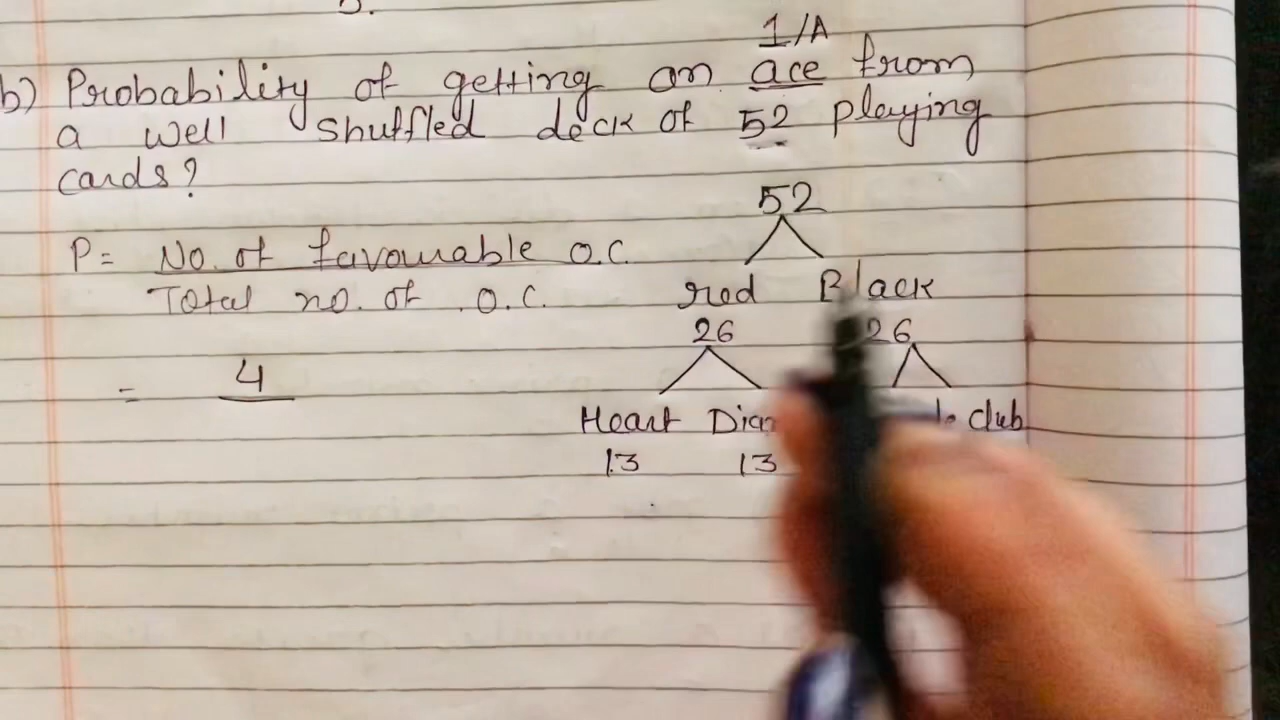 1/A
b) Probability of getting an ace from
a well shuffled deck of 52 playing
cards?
52
P = No. of favourable O.C.
Total no. of O.C.
red Black
26 26
= 4
Heart club
13 13